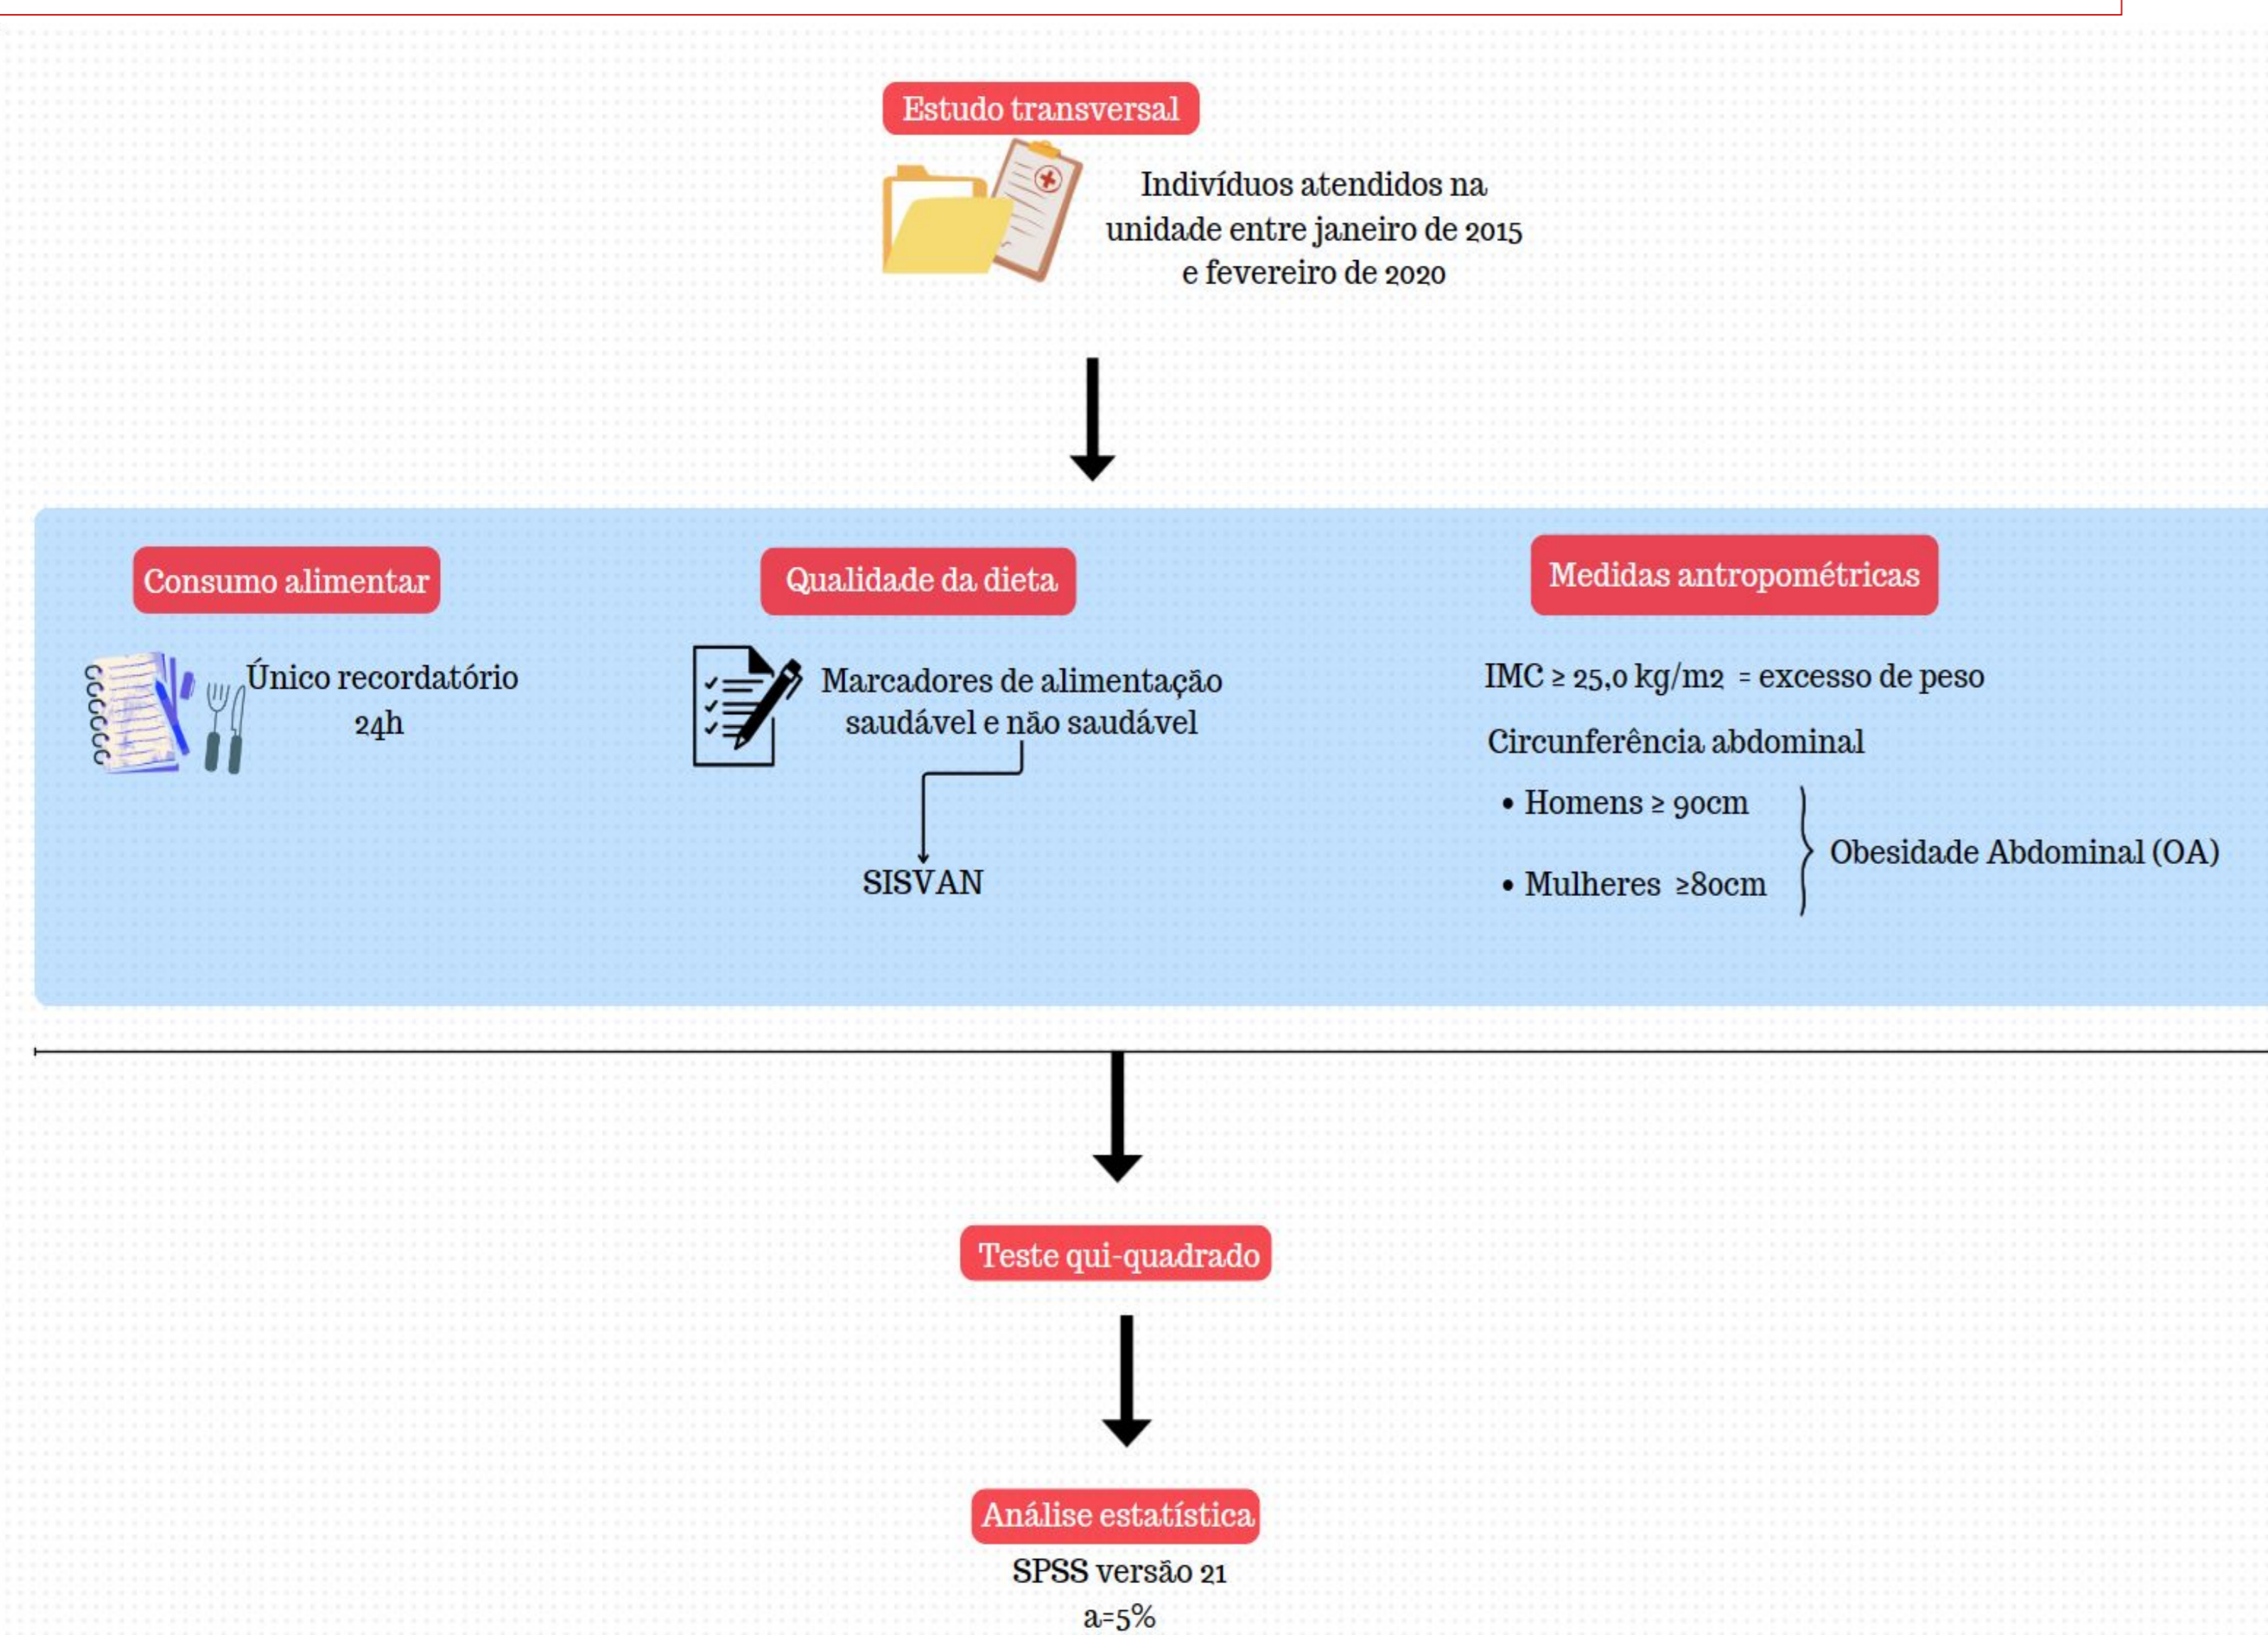 Estudo transversal
Indivíduos atendidos na
unidade entre janeiro de 2015
e fevereiro de 2020
Consumo alimentar
Único recordatório
24h
Qualidade da dieta
Marcadores de alimentação
saudável e não saudável
SISVAN
Medidas antropométricas
IMC ≥ 25,0 kg/m2 = excesso de peso
Circunferência abdominal
• Homens ≥ 90cm
• Mulheres ≥80cm
Obesidade Abdominal (OA)
Teste qui-quadrado
Análise estatística
SPSS versão 21
a=5%